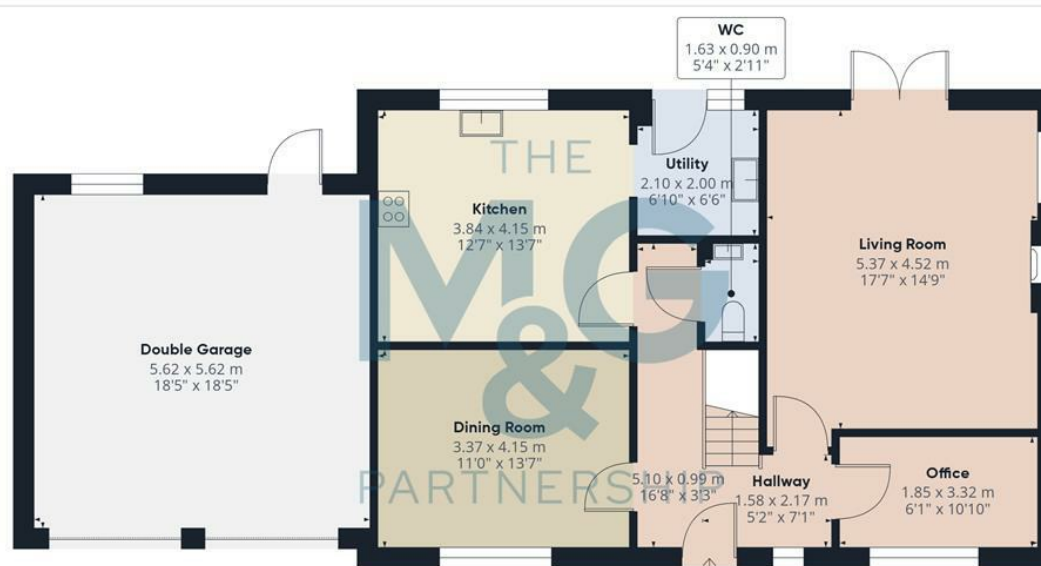 WC
1.63 x 0.90 m
5'4" x 2'11"
THE
Utility
2.10 x 2.00 m
6'10" x 6'6"
Kitchen
3.84 x 4.15 m
12'7" x 13'7"
Living Room
5.37 x 4.52 m
17'7" x 14'9"
MG
&
Double Garage
5.62 x 5.62 m
18'5" x 18'5"
Dining Room
3.37 x 4.15 m
11'0" x 13'7"
PARTNERSHIP
5.10 x 0.99 m
16'8" x 3'3"
Hallway
1.58 x 2.17 m
5'2" x 7'1"
Office
1.85 x 3.32 m
6'1" x 10'10"